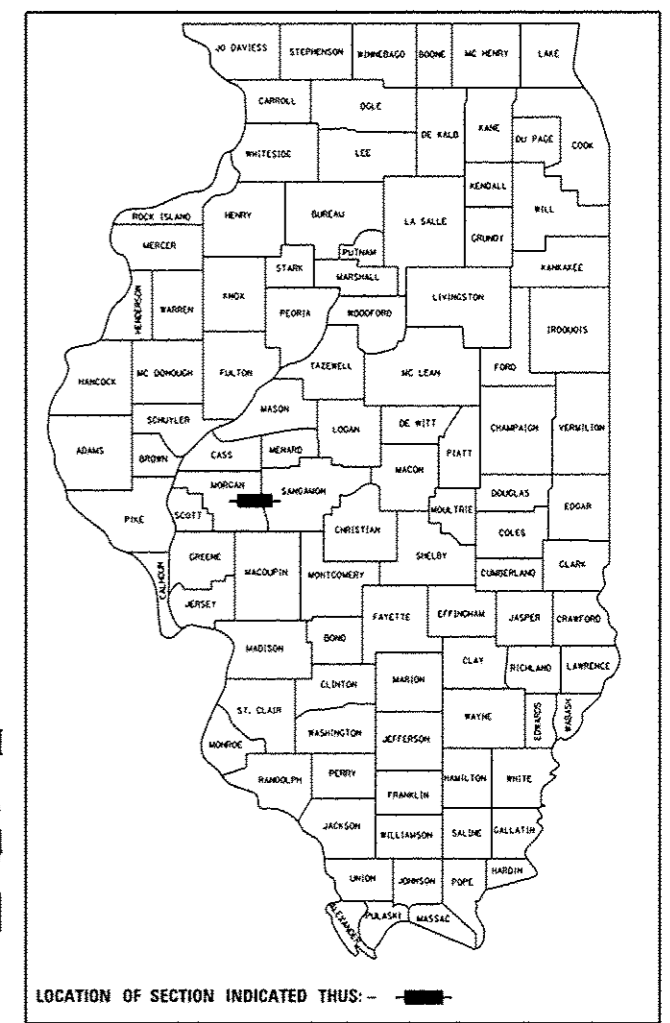 JO DAVIESS STEPHENSON WINNEBAGO BOONE MC HENRY LAKE
CARROLL OGLE DE KALB KANE DU PAGE COOK
WHITESIDE LEE
KENDALL WILL
ROCK ISLAND HENRY BUREAU LA SALLE GRUNDY
MERCER PUTNAM KANKAKEE
STARK MARSHALL
HENDERSON WARREN KNOX PEORIA WOODFORD LIVINGSTON IROQUOIS
HANCOCK MC DONOUGH FULTON TAZEWELL MC LEAN FORD
MASON
SCHUYLER LOGAN DE WITT CHAMPAIGN VERMILION
ADAMS BROWN CASS MENARD PIATT
MACON
MORGAN SANGAMON DOUGLAS
PIKE SCOTT MOULTRIE EDGAR
CHRISTIAN COLES
GREENE SHELBY
CALHOUN MACOUPIN MONTGOMERY CUMBERLAND CLARK
JERSEY FAYETTE EFFINGHAM JASPER CRAWFORD
MADISON BOND
CLAY RICHLAND LAWRENCE
CLINTON MARION
ST. CLAIR WAYNE EDWARDS WABASH
MONROE WASHINGTON JEFFERSON
RANDOLPH PERRY HAMILTON WHITE
FRANKLIN
JACKSON WILLIAMSON SALINE GALLATIN
UNION JOHNSON POPE HARDIN
ALEXANDER PULASKI MASSAC
LOCATION OF SECTION INDICATED THUS: –